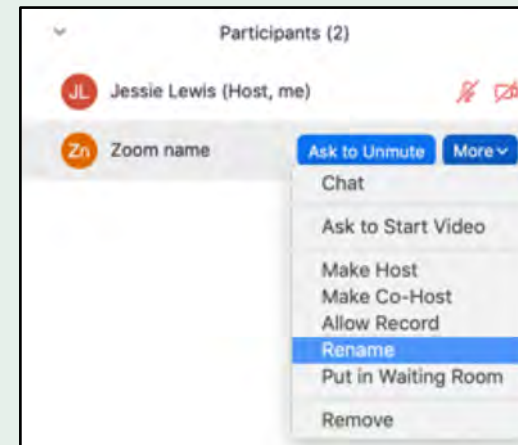 Participants (2)
JL Jessie Lewis (Host, me)
Zn Zoom name Ask to Unmute More
Chat
Ask to Start Video
Make Host
Make Co-Host
Allow Record
Rename
Put in Waiting Room
Remove